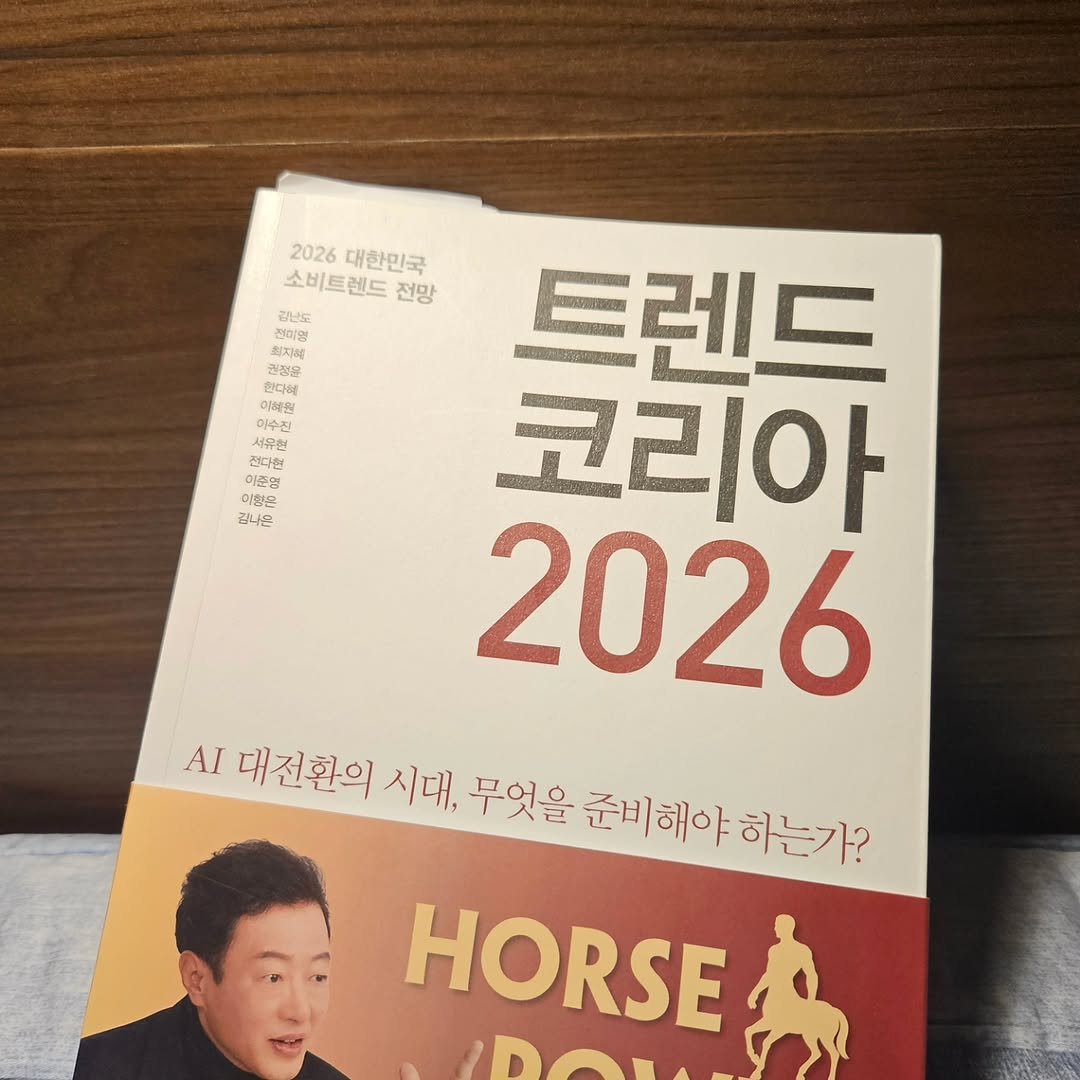 2026 대한민국
소비트렌드 전망
김난도
전미영
최지혜
권정윤
한다혜
이혜원
이수진
서유현
전다현
이준영
이향은
김나은
트렌드
코리아
2026
AI 대전환의 시대, 무엇을 준비해야 하는가?
HORSE